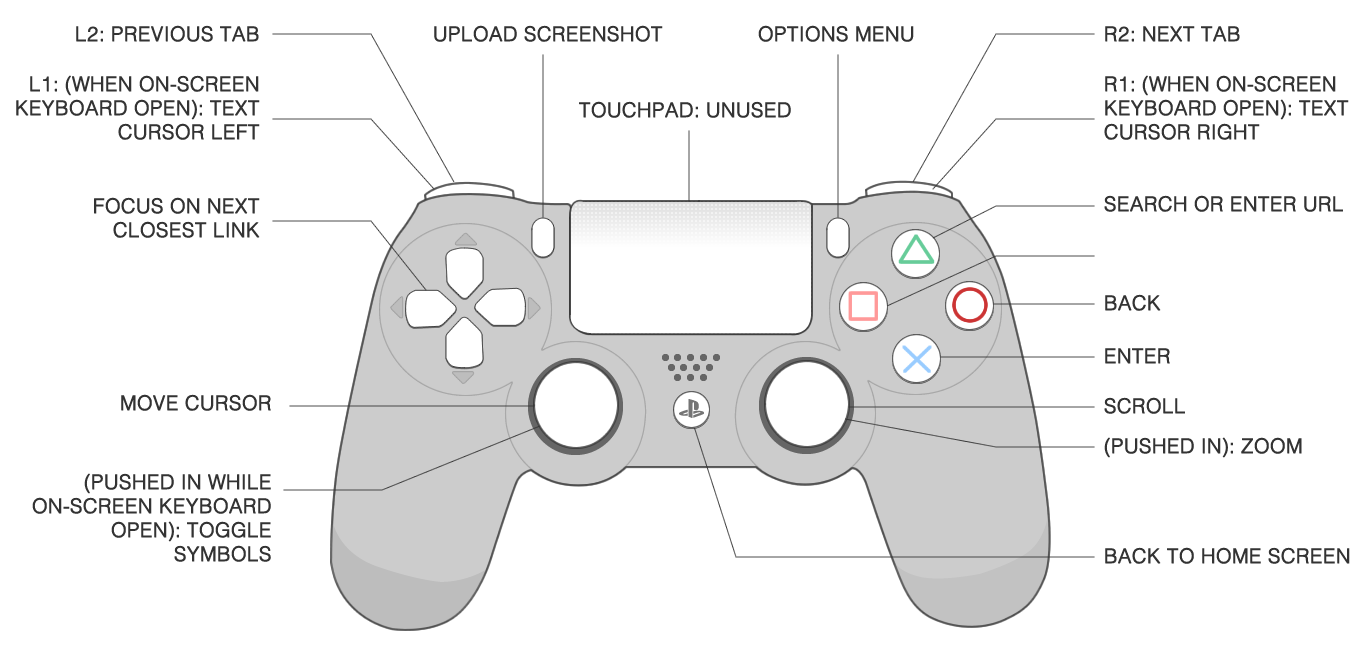 L2: PREVIOUS TAB
UPLOAD SCREENSHOT
OPTIONS MENU
R2: NEXT TAB
L1: (WHEN ON-SCREEN
KEYBOARD OPEN): TEXT
CURSOR LEFT
TOUCHPAD: UNUSED
R1: (WHEN ON-SCREEN
KEYBOARD OPEN): TEXT
CURSOR RIGHT
FOCUS ON NEXT
CLOSEST LINK
SEARCH OR ENTER URL
BACK
ENTER
MOVE CURSOR
SCROLL
(PUSHED IN): ZOOM
(PUSHED IN WHILE
ON-SCREEN KEYBOARD
OPEN): TOGGLE
SYMBOLS
BACK TO HOME SCREEN